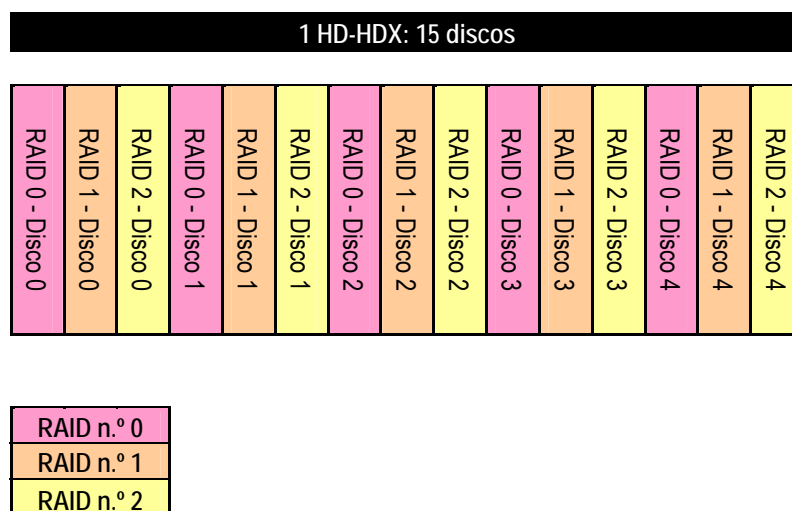 1 HD-HDX: 15 discos
RAID 0 - Disco 0
RAID 1 - Disco 0
RAID 2 - Disco 0
RAID 0 - Disco 1
RAID 1 - Disco 1
RAID 2 - Disco 1
RAID 0 - Disco 2
RAID 1 - Disco 2
RAID 2 - Disco 2
RAID 0 - Disco 3
RAID 1 - Disco 3
RAID 2 - Disco 3
RAID 0 - Disco 4
RAID 1 - Disco 4
RAID 2 - Disco 4
RAID n.º 0
RAID n.º 1
RAID n.º 2